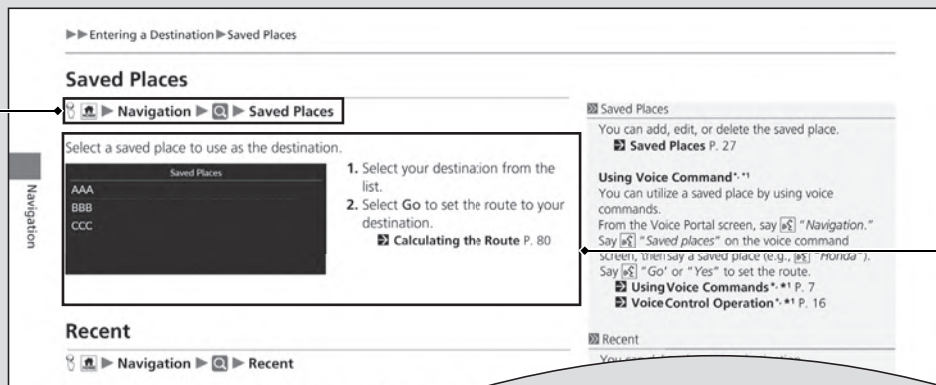 ▶▶Entering a Destination▶Saved Places
Saved Places
▶ Navigation ▶ ▶ Saved Places
Select a saved place to use as the destination.
Saved Places
AAA
BBB
CCC
1. Select your destination from the
list.
2. Select Go to set the route to your
destination.
Calculating the Route P. 80
Navigation
Recent
▶ Navigation ▶ ▶ Recent
Saved Places
You can add, edit, or delete the saved place.
Saved Places P. 27
Using Voice Command*, *1
You can utilize a saved place by using voice
commands.
From the Voice Portal screen, say "Navigation."
Say "Saved places" on the voice command
screen, then say a saved place (e.g., "Honda").
Say "Go" or "Yes" to set the route.
Using Voice Commands*, *1 P. 7
Voice Control Operation*, *1 P. 16
Recent